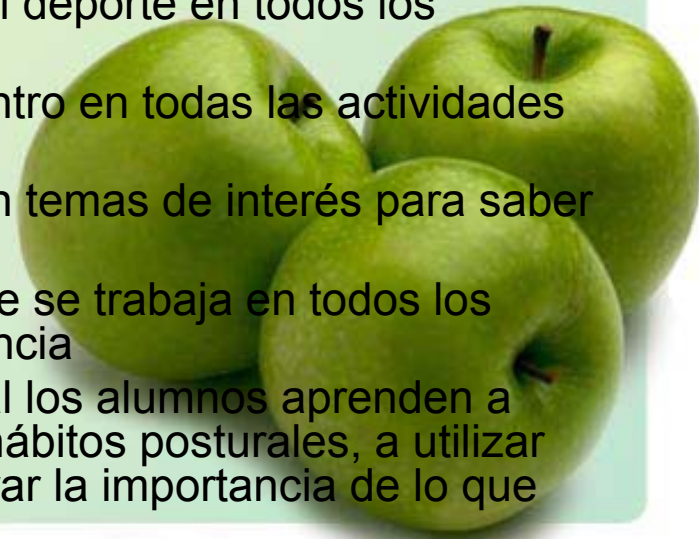 deporte en todos los
ntro en todas las actividades
n temas de interés para saber
e se trabaja en todos los
ncia
l los alumnos aprenden a
hábitos posturales, a utilizar
ar la importancia de lo que